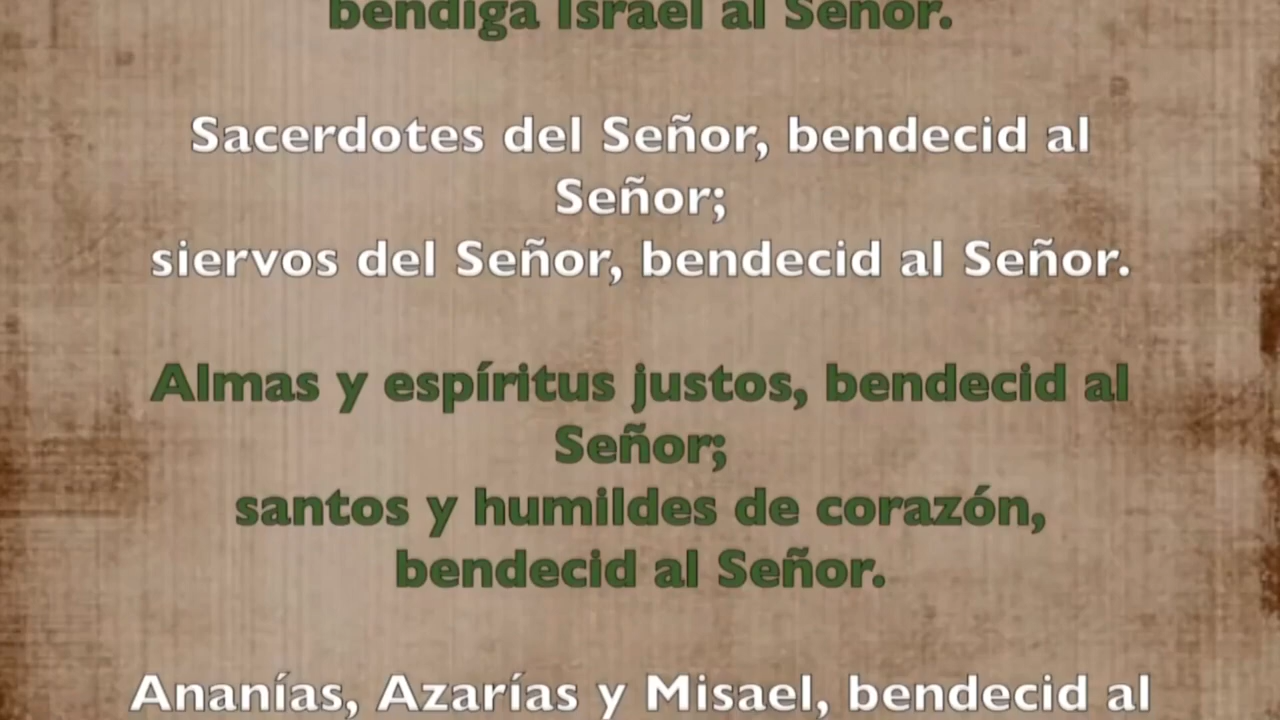 bendiga Israel al Señor.
Sacerdotes del Señor, bendecid al
Señor;
siervos del Señor, bendecid al Señor.
Almas y espíritus justos, bendecid al
Señor;
santos y humildes de corazón,
bendecid al Señor.
Ananías, Azarías y Misael, bendecid al